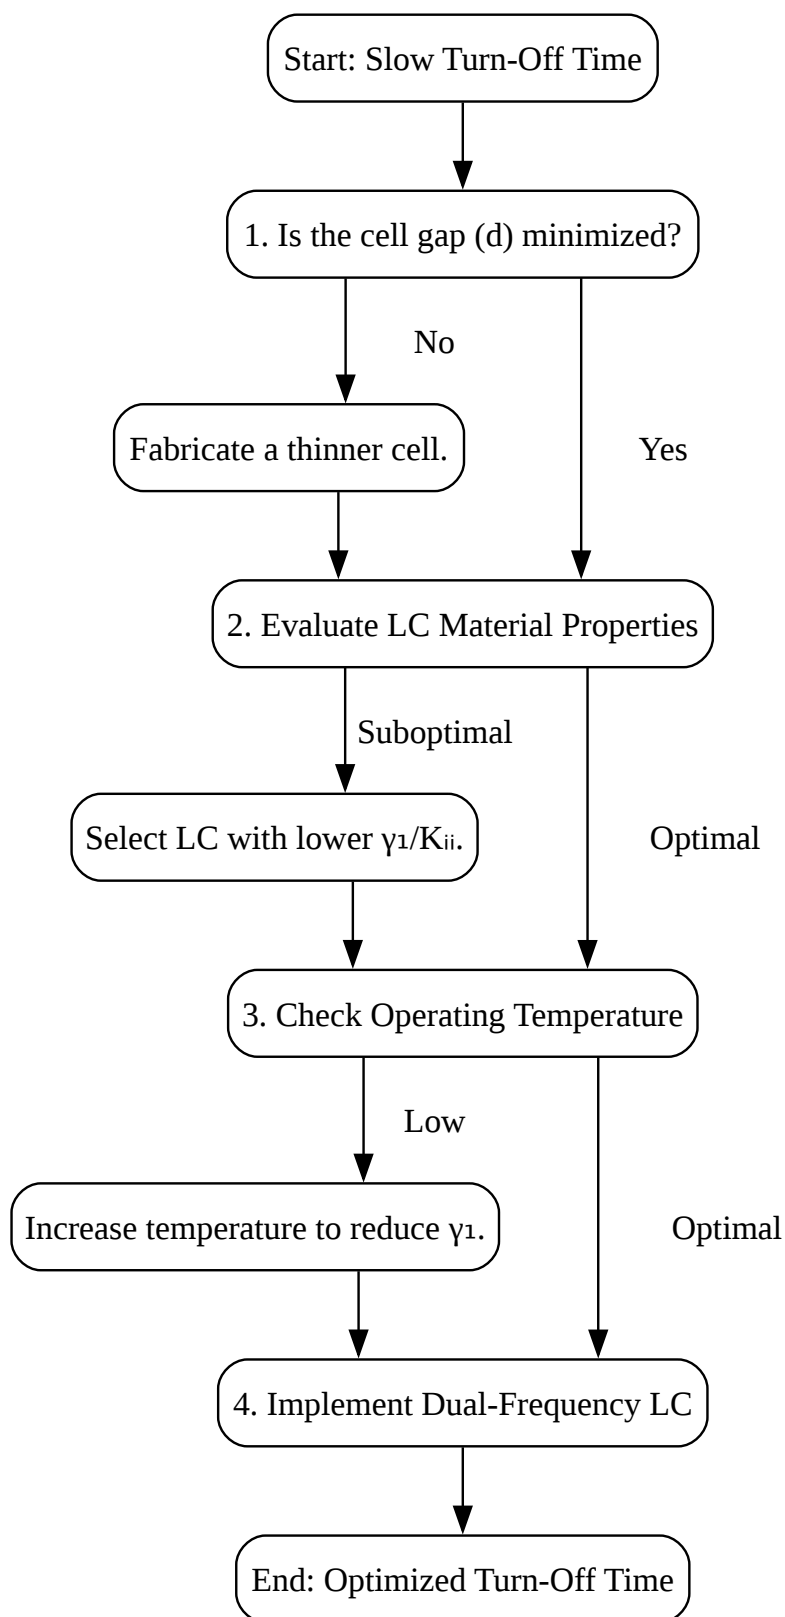 Start: Slow Turn-Off Time
1. Is the cell gap (d) minimized?
No
Fabricate a thinner cell.
Yes
2. Evaluate LC Material Properties
Suboptimal
Select LC with lower γ₁/Kᵢᵢ.
Optimal
3. Check Operating Temperature
Low
Increase temperature to reduce γ₁.
Optimal
4. Implement Dual-Frequency LC
End: Optimized Turn-Off Time